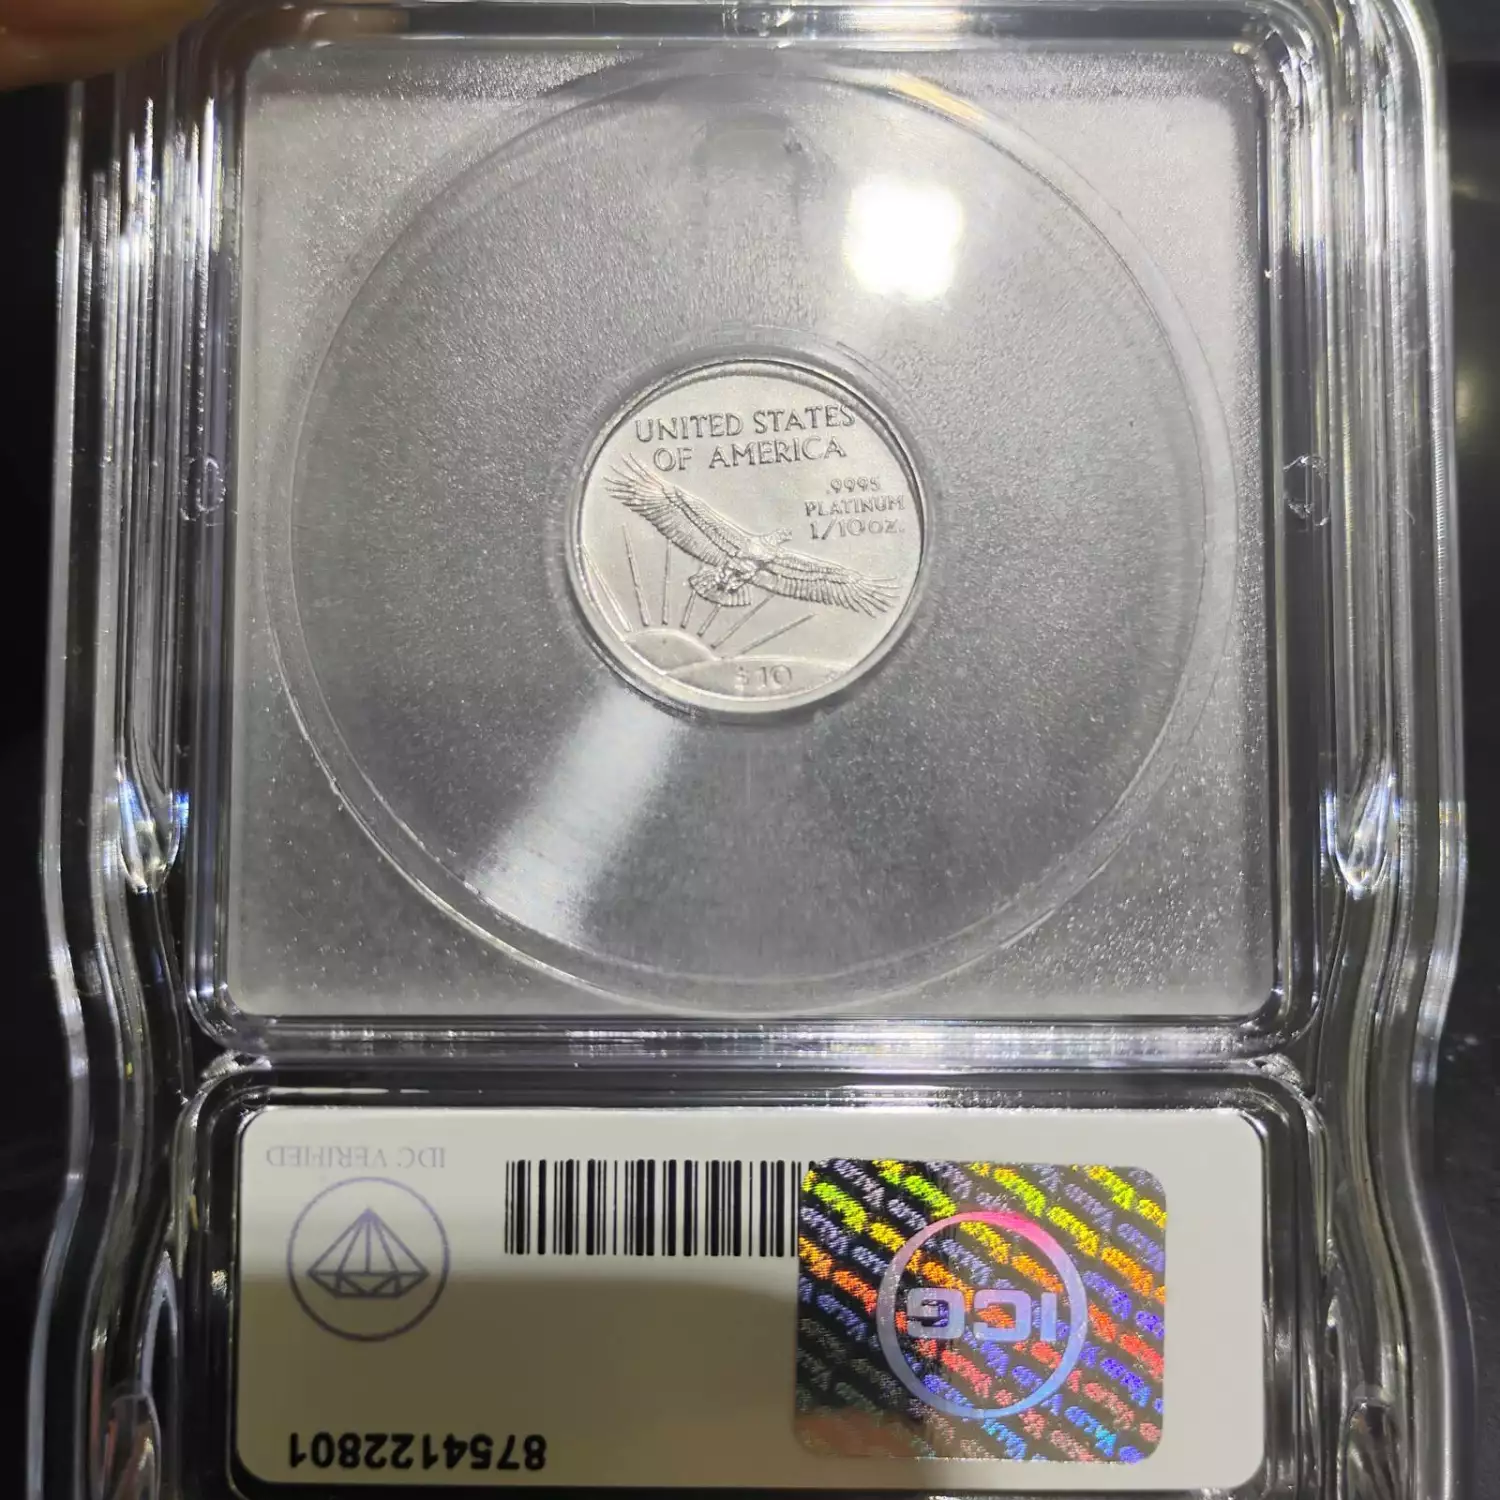 UNITED STATES
OF AMERICA
.9995
PLATINUM
1/10 oz.
$10
IDC VERIFIED
ICG
8754122801